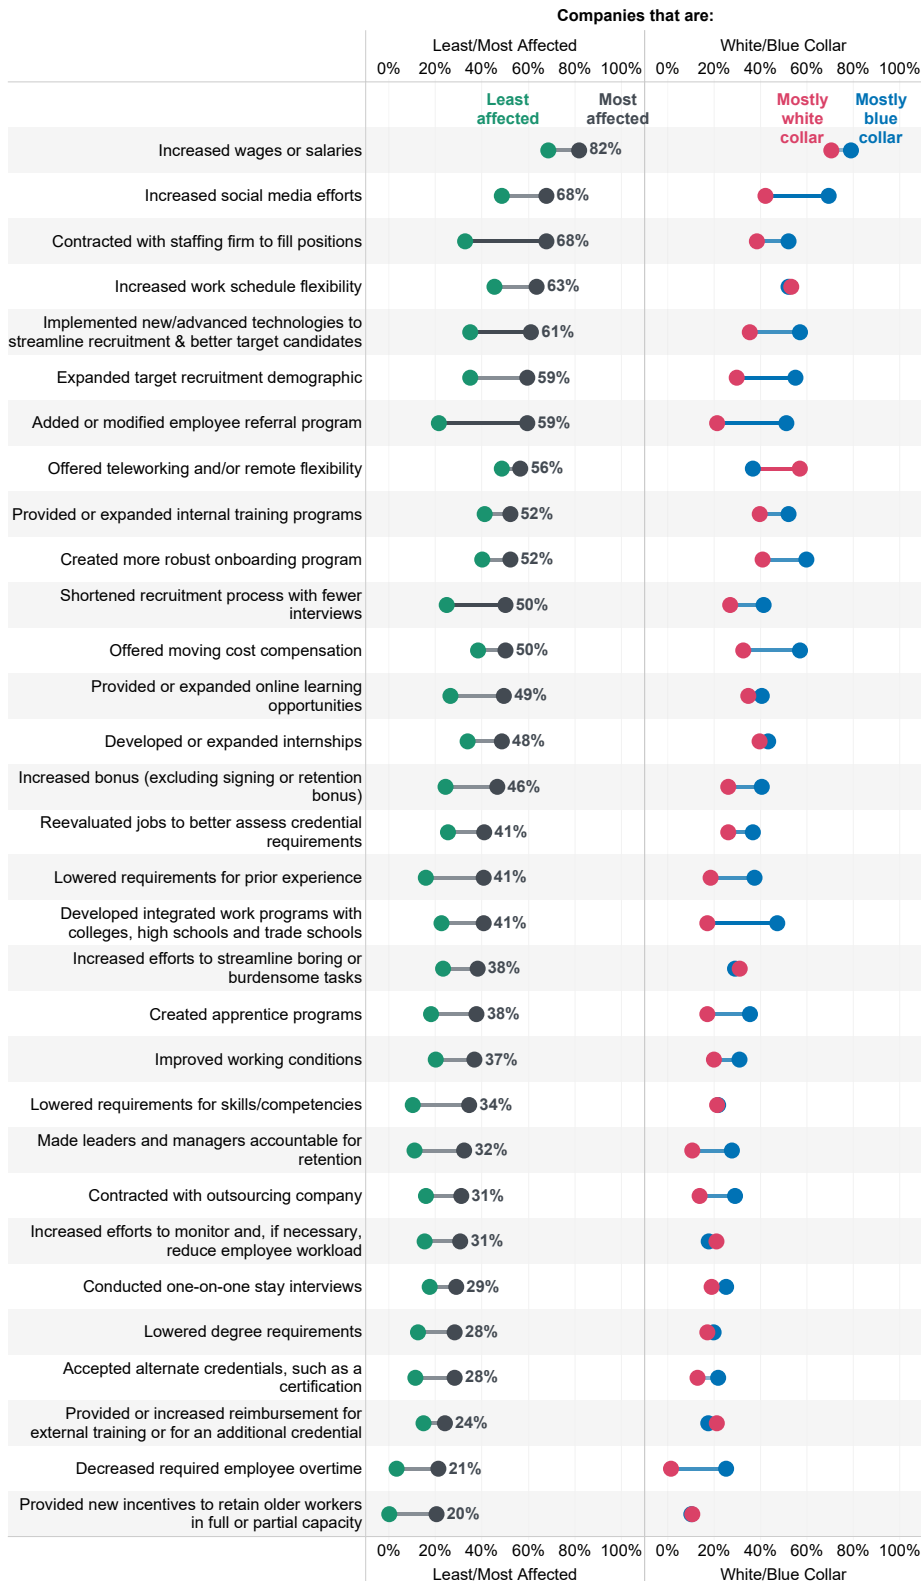 Companies that are:
Least/Most Affected
White/Blue Collar
0% 20% 40% 60% 80% 100%
0% 20% 40% 60% 80% 100%
Least
affected
Most
affected
Mostly
white
collar
Mostly
blue
collar
Increased wages or salaries
82%
Increased social media efforts
68%
Contracted with staffing firm to fill positions
68%
Increased work schedule flexibility
63%
Implemented new/advanced technologies to
streamline recruitment & better target candidates
61%
Expanded target recruitment demographic
59%
Added or modified employee referral program
59%
Offered teleworking and/or remote flexibility
56%
Provided or expanded internal training programs
52%
Created more robust onboarding program
52%
Shortened recruitment process with fewer
interviews
50%
Offered moving cost compensation
50%
Provided or expanded online learning
opportunities
49%
Developed or expanded internships
48%
Increased bonus (excluding signing or retention
bonus)
46%
Reevaluated jobs to better assess credential
requirements
41%
Lowered requirements for prior experience
41%
Developed integrated work programs with
colleges, high schools and trade schools
41%
Increased efforts to streamline boring or
burdensome tasks
38%
Created apprentice programs
38%
Improved working conditions
37%
Lowered requirements for skills/competencies
34%
Made leaders and managers accountable for
retention
32%
Contracted with outsourcing company
31%
Increased efforts to monitor and, if necessary,
reduce employee workload
31%
Conducted one-on-one stay interviews
29%
Lowered degree requirements
28%
Accepted alternate credentials, such as a
certification
28%
Provided or increased reimbursement for
external training or for an additional credential
24%
Decreased required employee overtime
21%
Provided new incentives to retain older workers
in full or partial capacity
20%
0% 20% 40% 60% 80% 100%
0% 20% 40% 60% 80% 100%
Least/Most Affected
White/Blue Collar